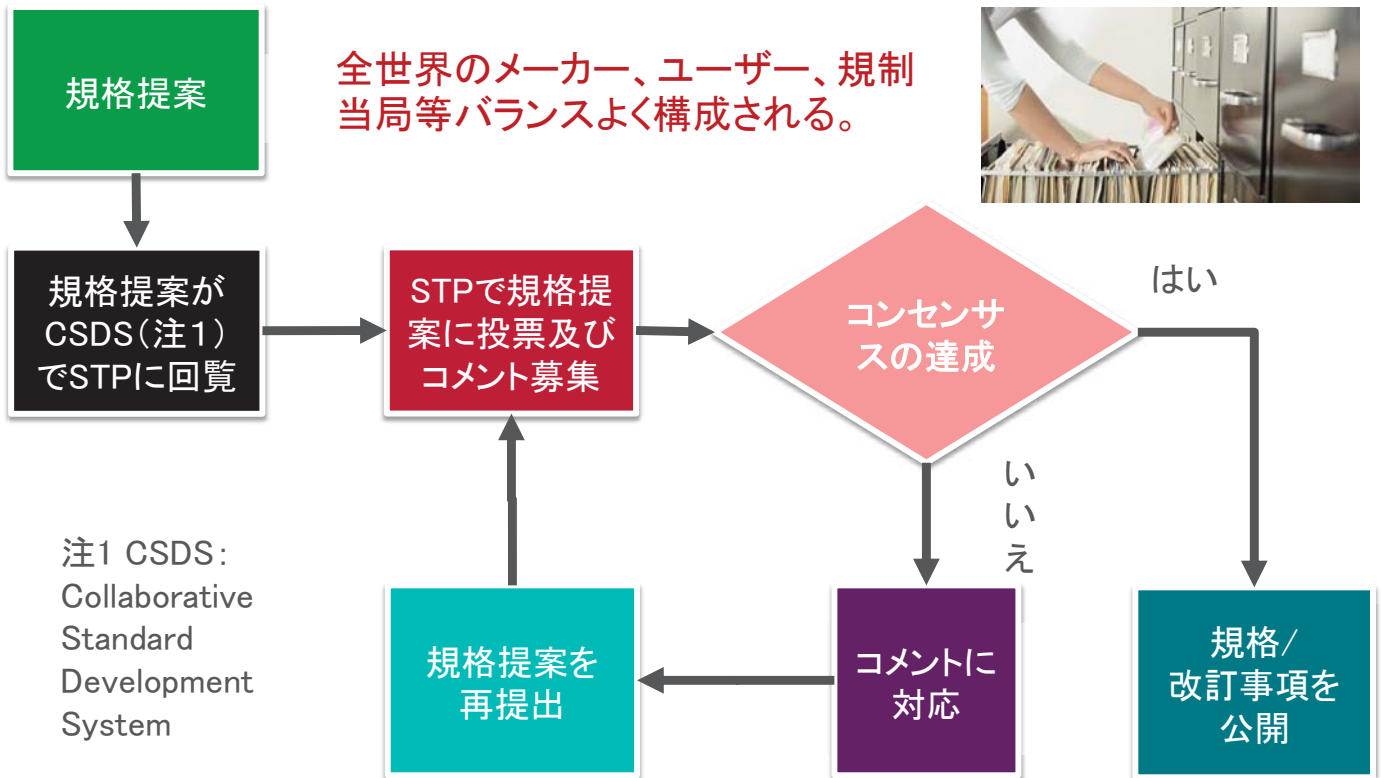 規格提案
全世界のメーカー、ユーザー、規制
当局等バランスよく構成される。
規格提案が
CSDS(注1)
でSTPに回覧
STPで規格提
案に投票及び
コメント募集
コンセンサ
スの達成
はい
いいえ
注1 CSDS:
Collaborative
Standard
Development
System
規格提案を
再提出
コメントに
対応
規格/
改訂事項を
公開